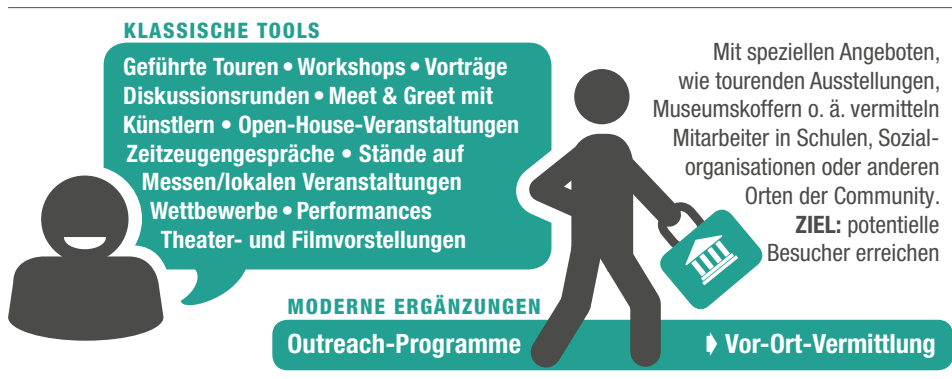 KLASSISCHE TOOLS
Geführte Touren • Workshops • Vorträge
Diskussionsrunden • Meet & Greet mit
Künstlern • Open-House-Veranstaltungen
Zeitzeugengespräche • Stände auf
Messen/lokalen Veranstaltungen
Wettbewerbe • Performances
Theater- und Filmvorstellungen
Mit speziellen Angeboten,
wie tourenden Ausstellungen,
Museumskoffern o. ä. vermitteln
Mitarbeiter in Schulen, Sozial-
organisationen oder anderen
Orten der Community.
ZIEL: potentielle
Besucher erreichen
MODERNE ERGÄNZUNGEN
Outreach-Programme ➧ Vor-Ort-Vermittlung